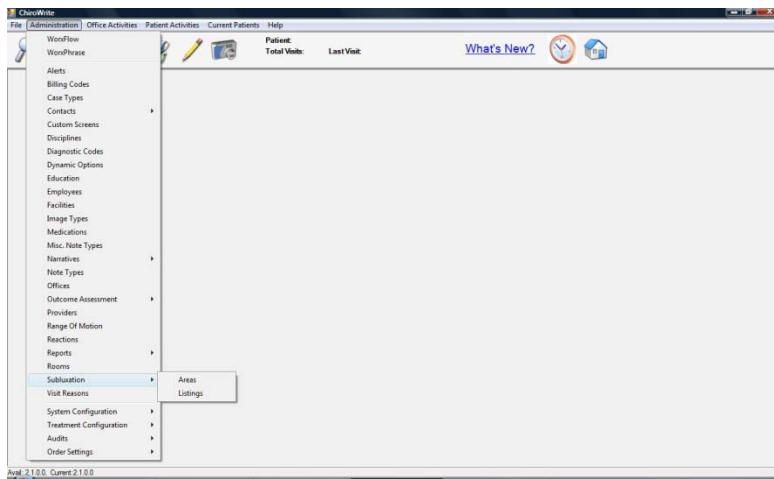 ChiroWrite
File Administration Office Activities Patient Activities Current Patients Help
WorxFlow
WorxPhrase
Patient:
Total Visits: Last Visit:
What's New?
Alerts
Billing Codes
Case Types
Contacts
Custom Screens
Disciplines
Diagnostic Codes
Dynamic Options
Education
Employees
Facilities
Image Types
Medications
Misc. Note Types
Narratives
Note Types
Offices
Outcome Assessment
Providers
Range Of Motion
Reactions
Reports
Rooms
Subluxation
Areas
Visit Reasons
Listings
System Configuration
Treatment Configuration
Audits
Order Settings
Avail: 2.1.0.0, Current:2.1.0.0